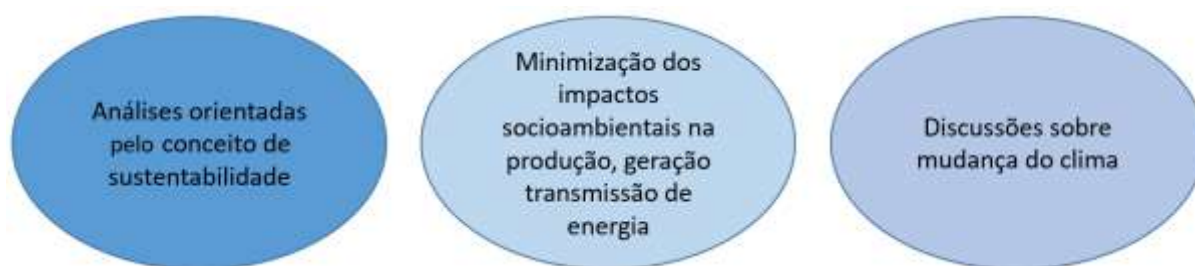 Análises orientadas
pelo conceito de
sustentabilidade
Minimização dos
impactos
socioambientais na
produção, geração
transmissão de
energia
Discussões sobre
mudança do clima